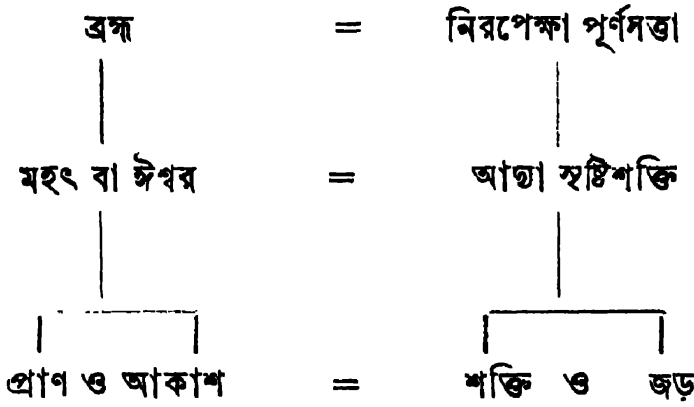 ব্রহ্ম = নিরপেক্ষা পূর্ণসত্তা
মহৎ বা ঈশ্বর = আদ্যা সৃষ্টিশক্তি
প্রাণ ও আকাশ = শক্তি ও জড়